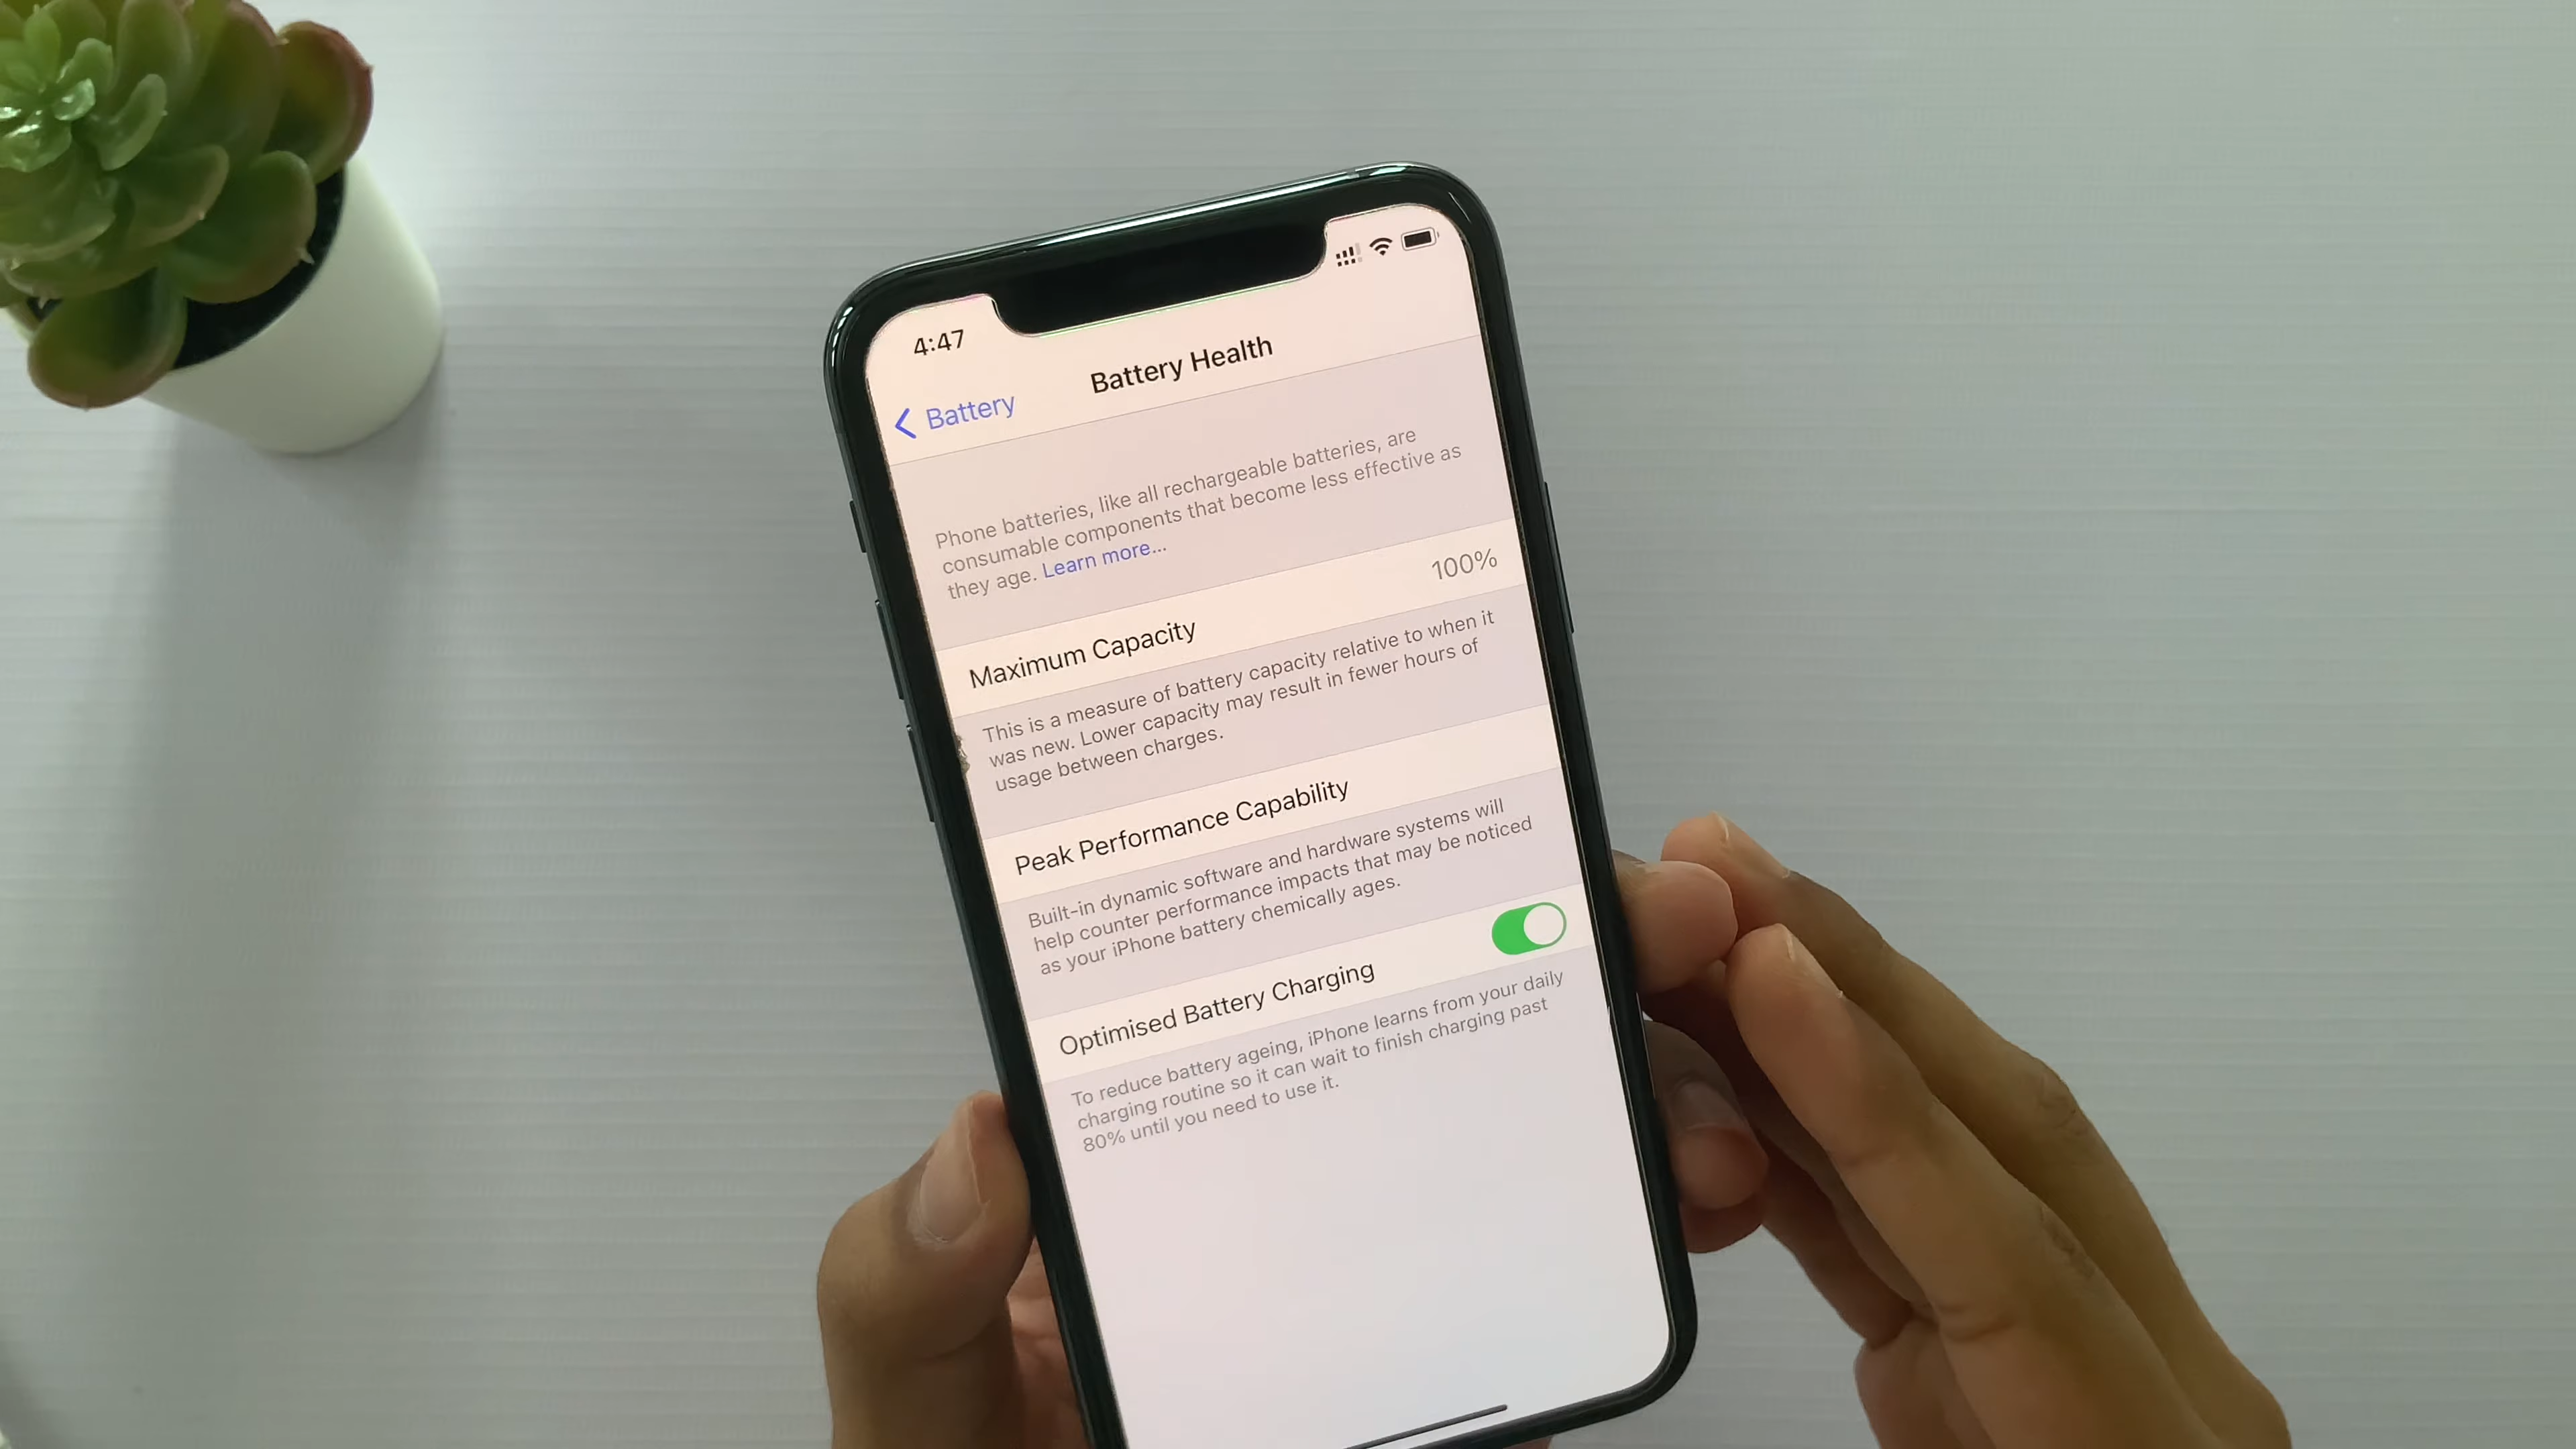 4:47
Battery
Battery Health
Phone batteries, like all rechargeable batteries, are
consumable components that become less effective as
they age. Learn more...
Maximum Capacity 100%
This is a measure of battery capacity relative to when it
was new. Lower capacity may result in fewer hours of
usage between charges.
Peak Performance Capability
Built-in dynamic software and hardware systems will
help counter performance impacts that may be noticed
as your iPhone battery chemically ages.
Optimised Battery Charging
To reduce battery ageing, iPhone learns from your daily
charging routine so it can wait to finish charging past
80% until you need to use it.